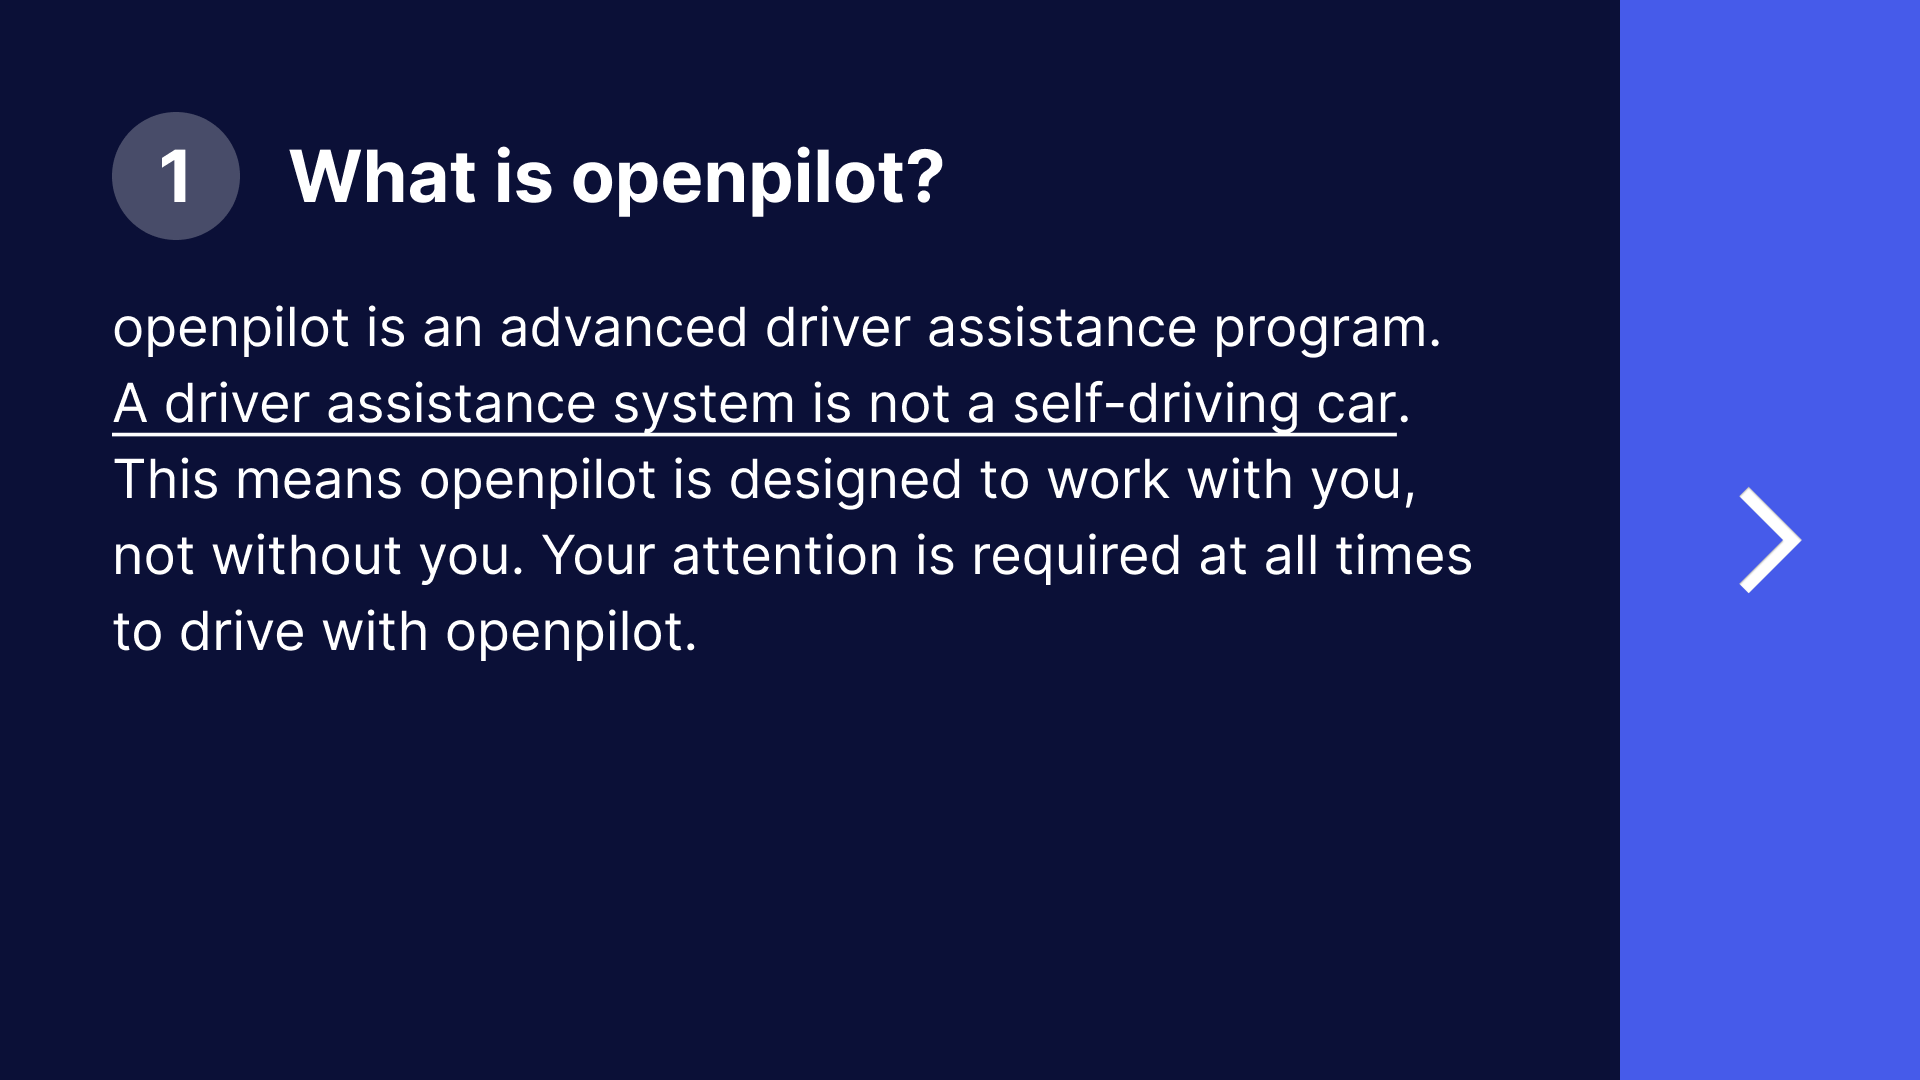 1 What is openpilot?
openpilot is an advanced driver assistance program.
A driver assistance system is not a self-driving car.
This means openpilot is designed to work with you,
not without you. Your attention is required at all times
to drive with openpilot.